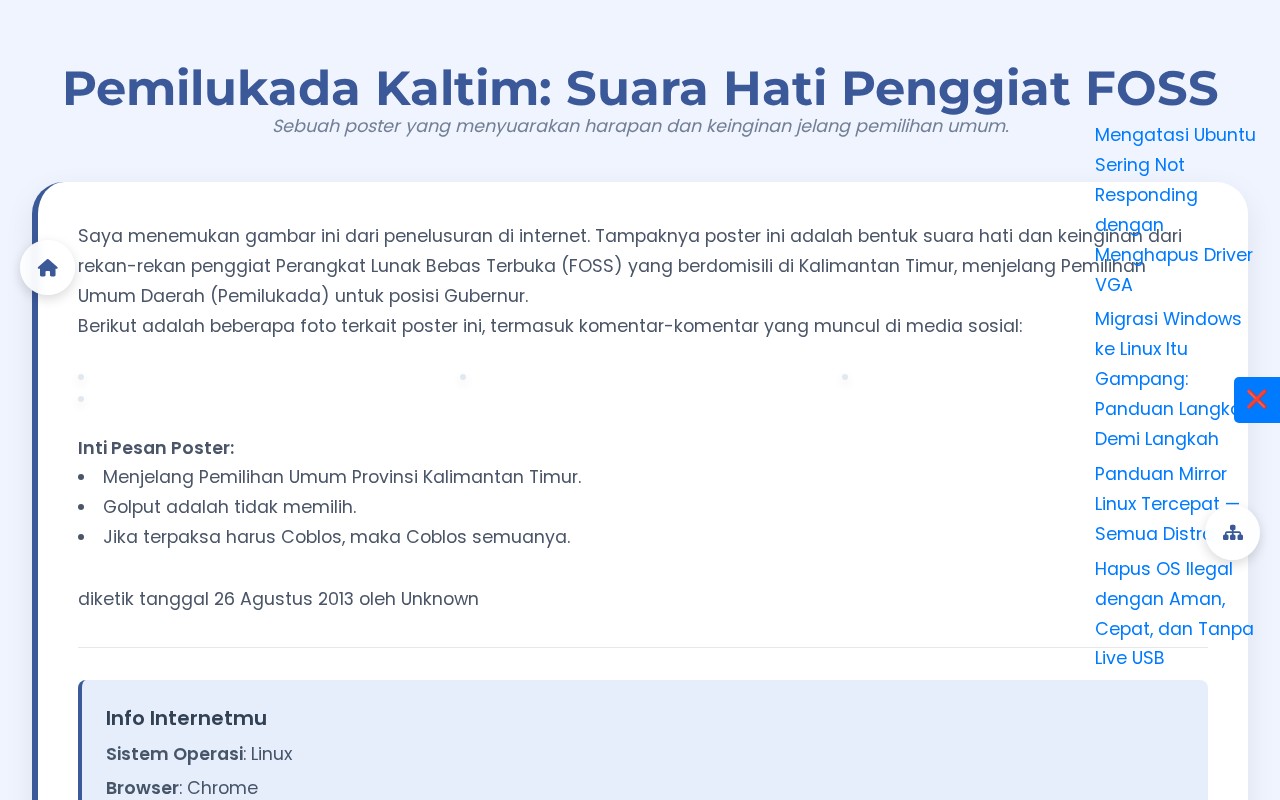 Pemilukada Kaltim: Suara Hati Penggiat FOSS
Sebuah poster yang menyuarakan harapan dan keinginan jelang pemilihan umum.
Saya menemukan gambar ini dari penelusuran di internet. Tampaknya poster ini adalah bentuk suara hati dan keinginan dari
rekan-rekan penggiat Perangkat Lunak Bebas Terbuka (FOSS) yang berdomisili di Kalimantan Timur, menjelang Pemilihan
Umum Daerah (Pemilukada) untuk posisi Gubernur.
Berikut adalah beberapa foto terkait poster ini, termasuk komentar-komentar yang muncul di media sosial:
Inti Pesan Poster:
Menjelang Pemilihan Umum Provinsi Kalimantan Timur.
Golput adalah tidak memilih.
Jika terpaksa harus Coblos, maka Coblos semuanya.
diketik tanggal 26 Agustus 2013 oleh Unknown
Info Internetmu
Sistem Operasi: Linux
Browser: Chrome
Mengatasi Ubuntu
Sering Not
Responding
dengan
Menghapus Driver
VGA
Migrasi Windows
ke Linux Itu
Gampang:
Panduan
Demi Langkah
Panduan Mirror
Linux Tercepat —
Semua
Hapus OS Ilegal
dengan Aman,
Cepat, dan Tanpa
Live USB